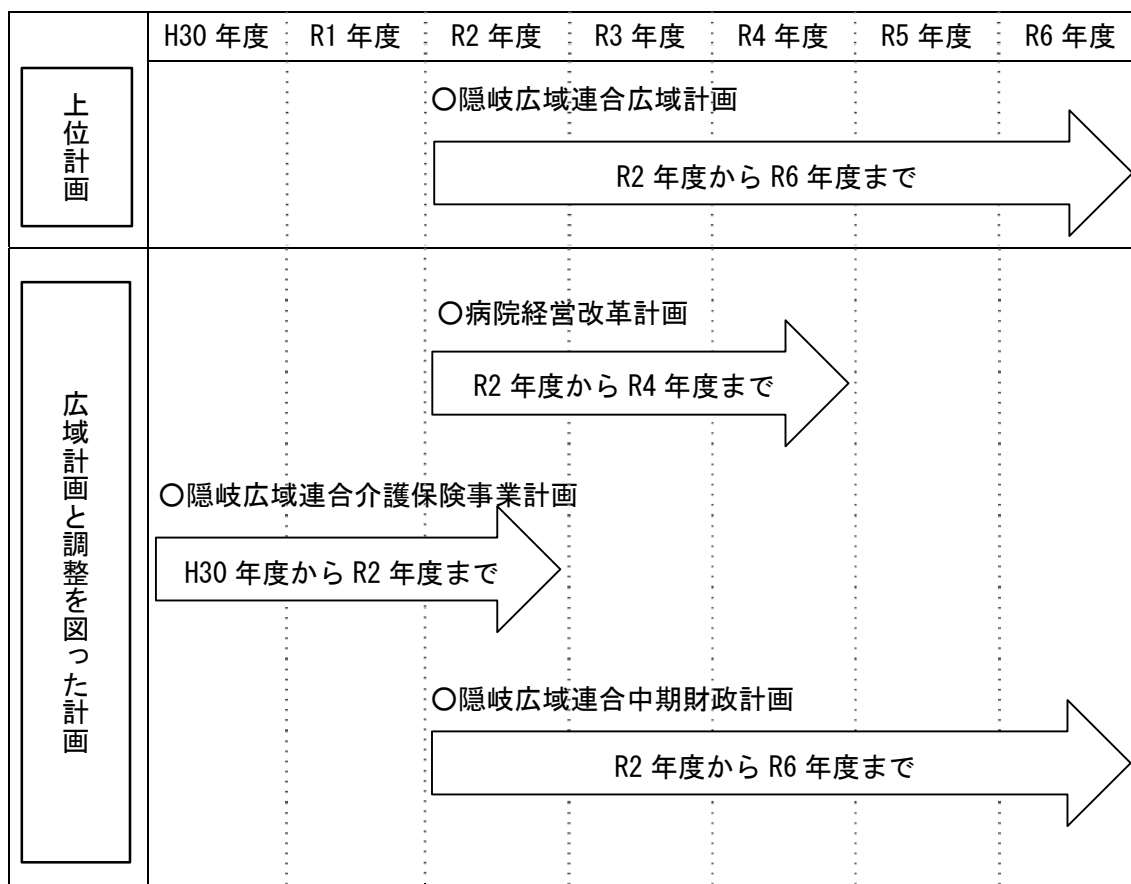 H30 年度 R1 年度 R2 年度 R3 年度 R4 年度 R5 年度 R6 年度
上位計画
○隠岐広域連合広域計画
R2 年度から R6 年度まで
広域計画と調整を図った計画
○病院経営改革計画
R2 年度から R4 年度まで
○隠岐広域連合介護保険事業計画
H30 年度から R2 年度まで
○隠岐広域連合中期財政計画
R2 年度から R6 年度まで